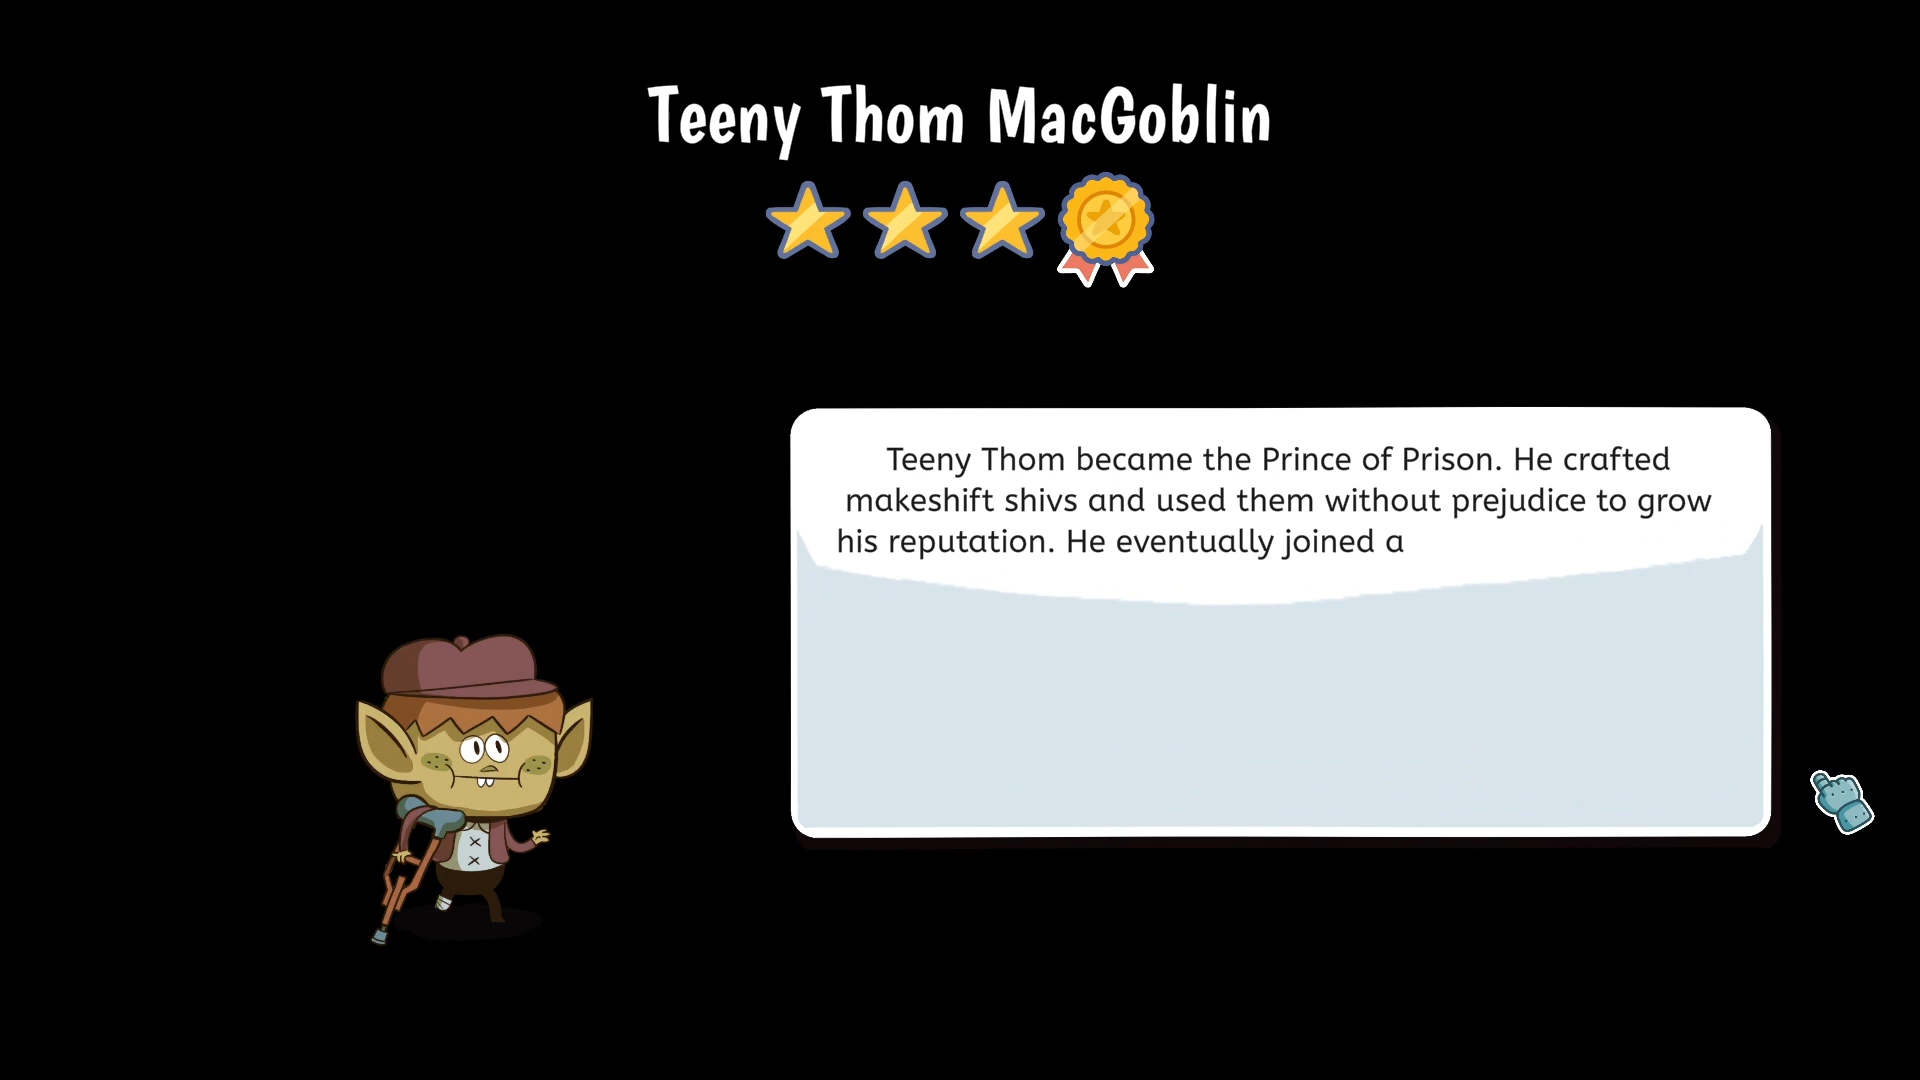 Teeny Thom MacGoblin
Teeny Thom became the Prince of Prison. He crafted
makeshift shivs and used them without prejudice to grow
his reputation. He eventually joined a